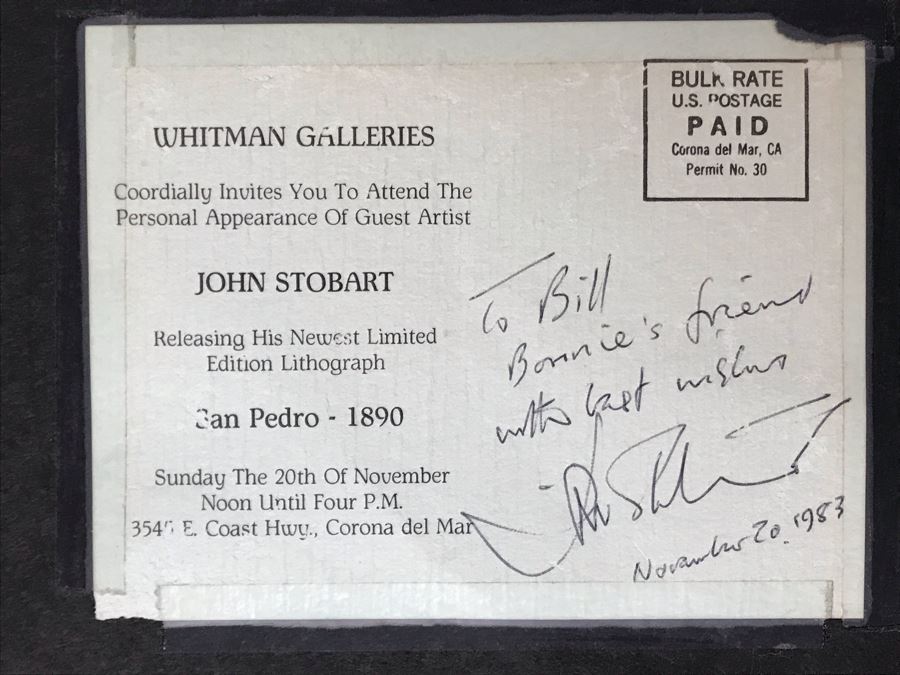 WHITMAN GALLERIES
Coordially Invites You To Attend The
Personal Appearance Of Guest Artist
JOHN STOBART
Releasing His Newest Limited
Edition Lithograph
San Pedro - 1890
Sunday The 20th Of November
Noon Until Four P.M.
E. Coast Hwy., Corona del Mar
BULK RATE
U.S. POSTAGE
PAID
Corona del Mar, CA
Permit No. 30
To Bill
Bonnie's friend
with best wishes
John Stobart
November 20, 1983